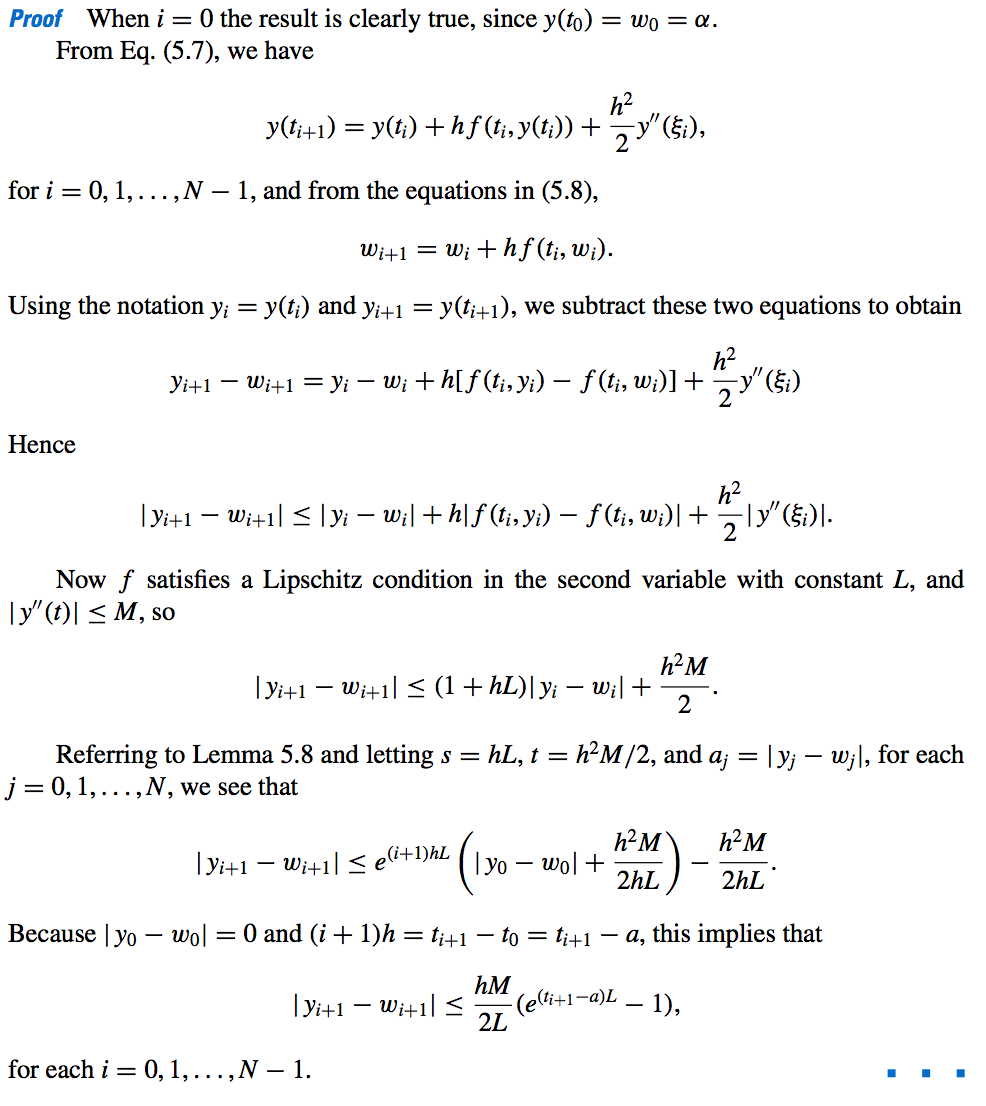 Proof When i = 0 the result is clearly true, since y(t₀) = w₀ = α.
From Eq. (5.7), we have
y(tᵢ₊₁) = y(tᵢ) + hf(tᵢ, y(tᵢ)) + h²/2 y″(ξᵢ),
for i = 0, 1, . . . , N − 1, and from the equations in (5.8),
wᵢ₊₁ = wᵢ + hf(tᵢ, wᵢ).
Using the notation yᵢ = y(tᵢ) and yᵢ₊₁ = y(tᵢ₊₁), we subtract these two equations to obtain
yᵢ₊₁ − wᵢ₊₁ = yᵢ − wᵢ + h[f(tᵢ, yᵢ) − f(tᵢ, wᵢ)] + h²/2 y″(ξᵢ)
Hence
|yᵢ₊₁ − wᵢ₊₁| ≤ |yᵢ − wᵢ| + h|f(tᵢ, yᵢ) − f(tᵢ, wᵢ)| + h²/2 |y″(ξᵢ)|.
Now f satisfies a Lipschitz condition in the second variable with constant L, and
|y″(t)| ≤ M, so
|yᵢ₊₁ − wᵢ₊₁| ≤ (1 + hL)|yᵢ − wᵢ| + h²M/2.
Referring to Lemma 5.8 and letting s = hL, t = h²M/2, and aⱼ = |yⱼ − wⱼ|, for each
j = 0, 1, . . . , N, we see that
|yᵢ₊₁ − wᵢ₊₁| ≤ e^{(i+1)hL} (|y₀ − w₀| + h²M/2hL) − h²M/2hL.
Because |y₀ − w₀| = 0 and (i + 1)h = tᵢ₊₁ − t₀ = tᵢ₊₁ − a, this implies that
|yᵢ₊₁ − wᵢ₊₁| ≤ hM/2L (e^{(tᵢ₊₁−a)L} − 1),
for each i = 0, 1, . . . , N − 1.